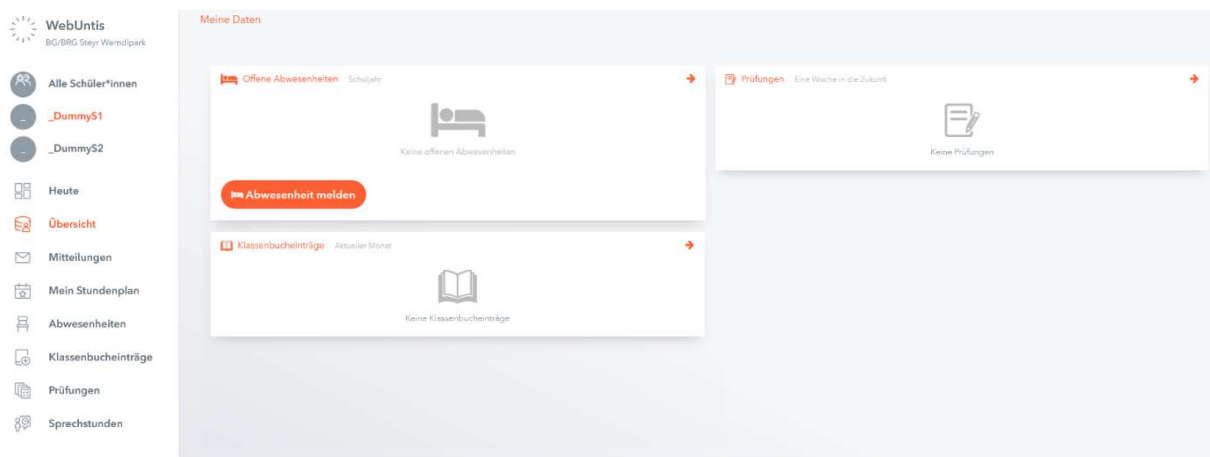 WebUntis
BG/BRG Steyr Werndlpark
Alle Schüler*innen
_DummyS1
_DummyS2
Heute
Übersicht
Mitteilungen
Mein Stundenplan
Abwesenheiten
Klassenbucheinträge
Prüfungen
Sprechstunden
Meine Daten
Offene Abwesenheiten Schuljahr
Keine offenen Abwesenheiten
Abwesenheit melden
Klassenbucheinträge Aktueller Monat
Keine Klassenbucheinträge
Prüfungen Eine Woche in die Zukunft
Keine Prüfungen